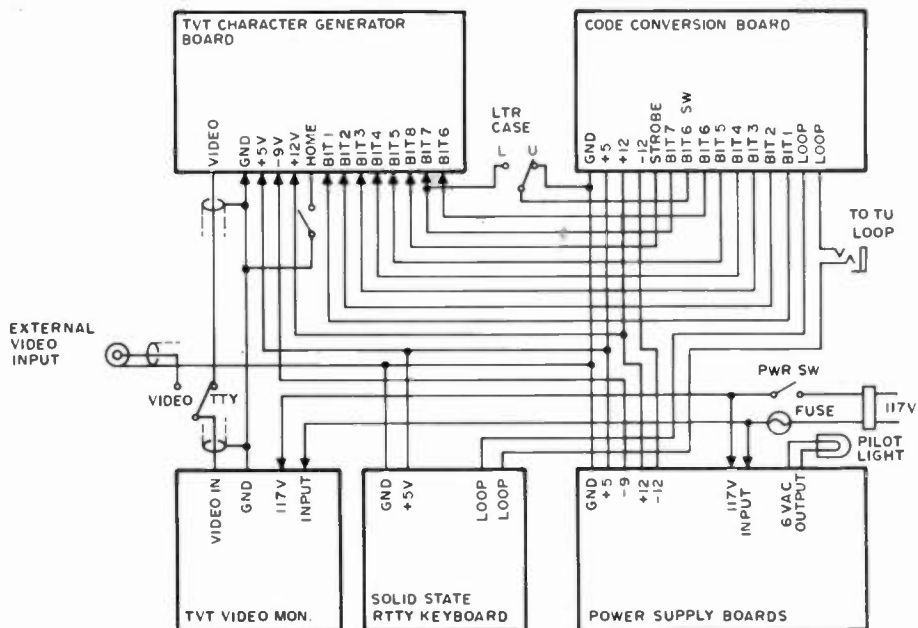 TVT CHARACTER GENERATOR
BOARD
VIDEO
GND
+5V
-9V
+12V
HOME
BIT 1
BIT 2
BIT 3
BIT 4
BIT 5
BIT 8
BIT 7
BIT 6
LTR
CASE
L
U
CODE CONVERSION BOARD
GND
+5
+12
-12
STROBE
BIT 7
BIT 6 SW
BIT 6
BIT 5
BIT 4
BIT 3
BIT 2
BIT 1
LOOP
LOOP
TO TU
LOOP
EXTERNAL
VIDEO
INPUT
VIDEO
TTY
PWR SW
FUSE
117V
PILOT
LIGHT
VIDEO IN
GND
117V
INPUT
TVT VIDEO MON.
GND
+5V
LOOP
LOOP
SOLID STATE
RTTY KEYBOARD
GND
+5
-9
+12
-12
117V
INPUT
6 VAC
OUTPUT
POWER SUPPLY BOARDS